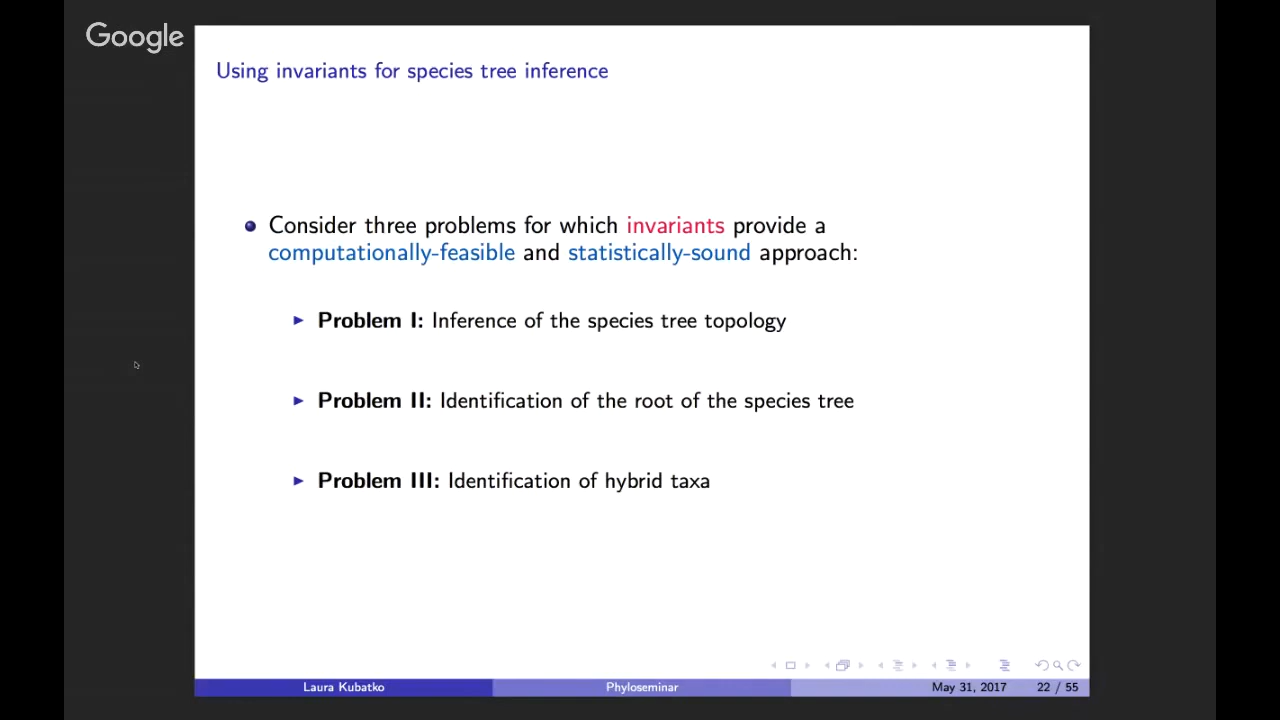 Google
Using invariants for species tree inference
Consider three problems for which invariants provide a
computationally-feasible and statistically-sound approach:
Problem I: Inference of the species tree topology
Problem II: Identification of the root of the species tree
Problem III: Identification of hybrid taxa
Laura Kubatko Phyloseminar May 31, 2017 22 / 55